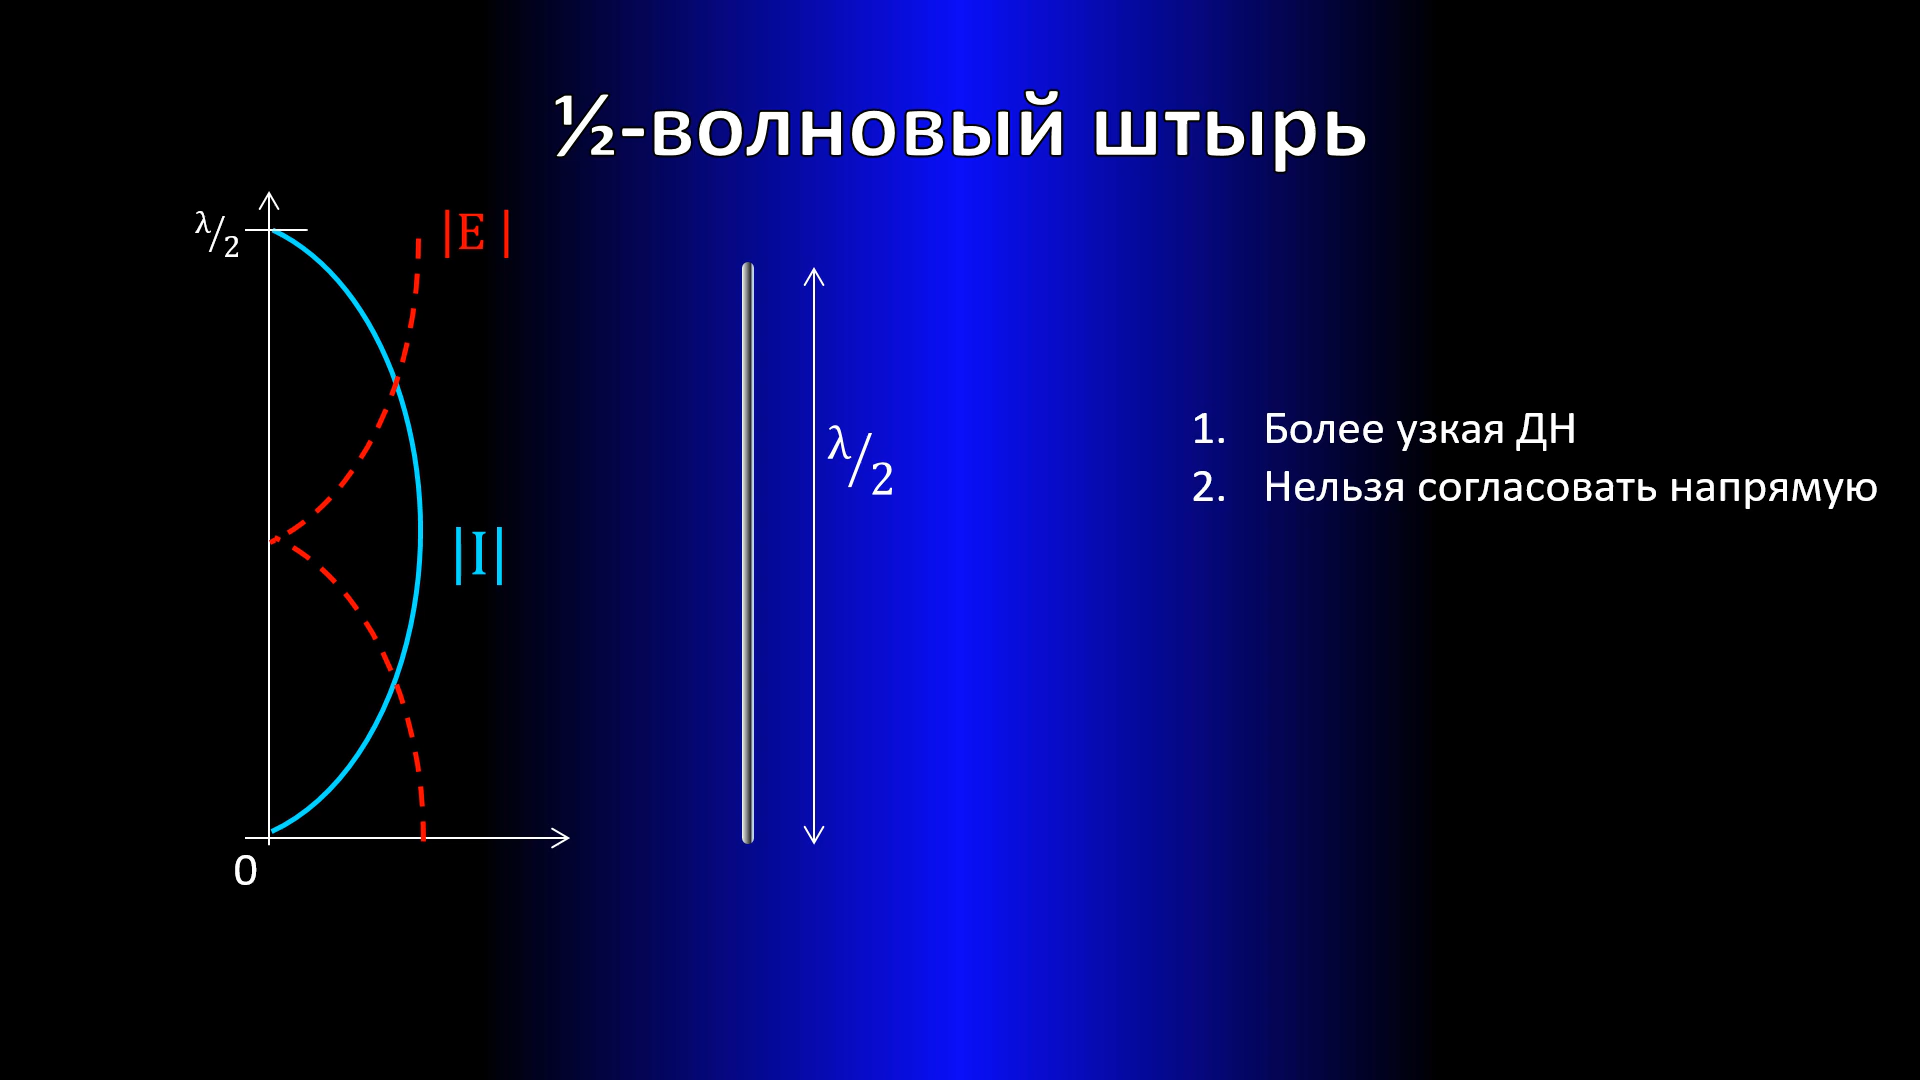 ½-волновый штырь
λ/2
|E |
λ/2
1. Более узкая ДН
2. Нельзя согласовать напрямую
|I|
0